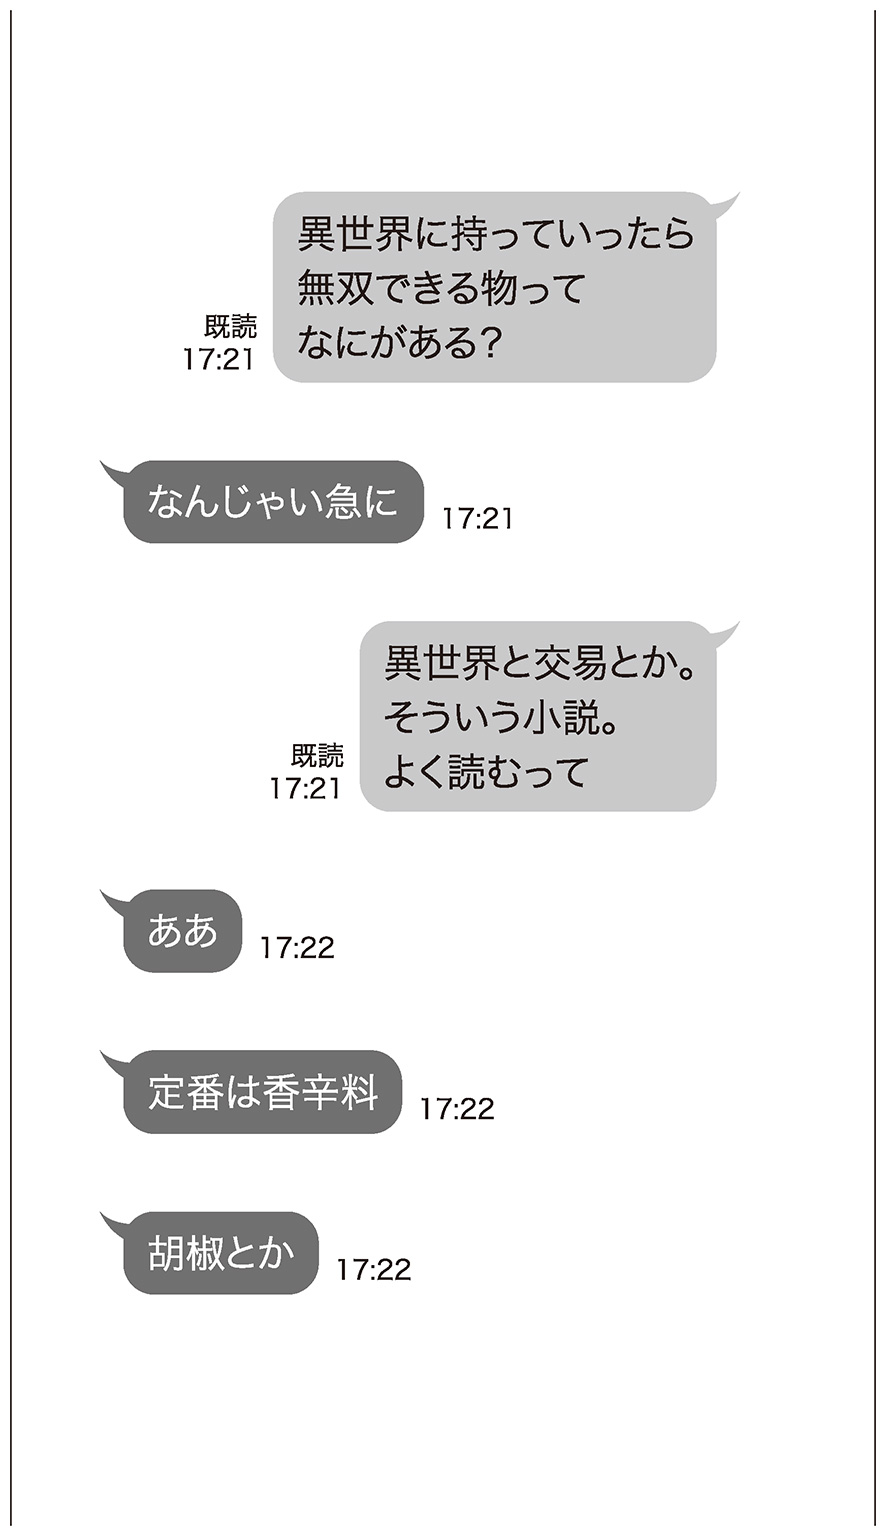 異世界に持っていったら
無双できる物って
なにがある?
既読
17:21
なんじゃい急に
17:21
異世界と交易とか。
そういう小説。
よく読むって
既読
17:21
ああ
17:22
定番は香辛料
17:22
胡椒とか
17:22